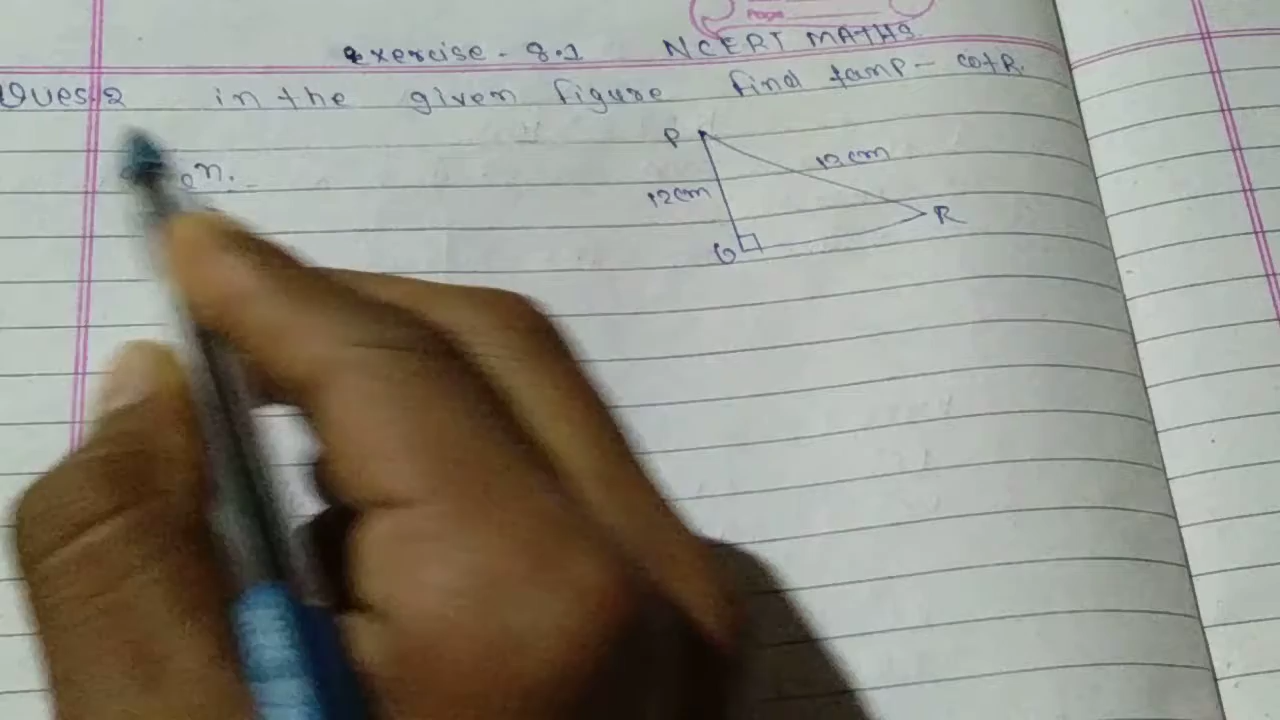 exercise - 8.1 NCERT MATHS
Ques.2 in the given figure find tanP - cotR.
P
13cm
12cm
R
Q